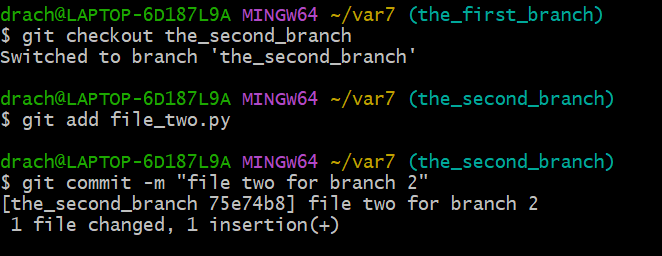 drach@LAPTOP-6D187L9A MINGW64 ~/var7 (the_first_branch)
$ git checkout the_second_branch
Switched to branch 'the_second_branch'
drach@LAPTOP-6D187L9A MINGW64 ~/var7 (the_second_branch)
$ git add file_two.py
drach@LAPTOP-6D187L9A MINGW64 ~/var7 (the_second_branch)
$ git commit -m "file two for branch 2"
[the_second_branch 75e74b8] file two for branch 2
 1 file changed, 1 insertion(+)